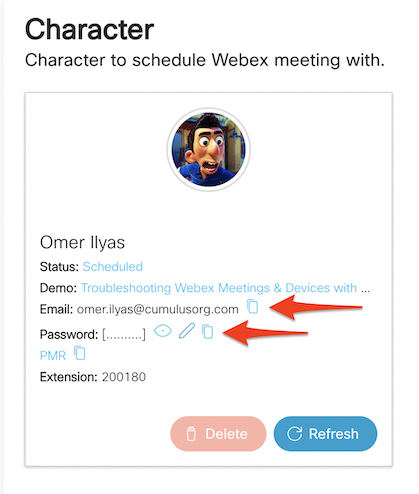 Character
Character to schedule Webex meeting with.
Omer Ilyas
Status: Scheduled
Demo: Troubleshooting Webex Meetings & Devices with ...
Email: omer.ilyas@cumulusorg.com
Password: [..........]
PMR
Extension: 200180
Delete Refresh